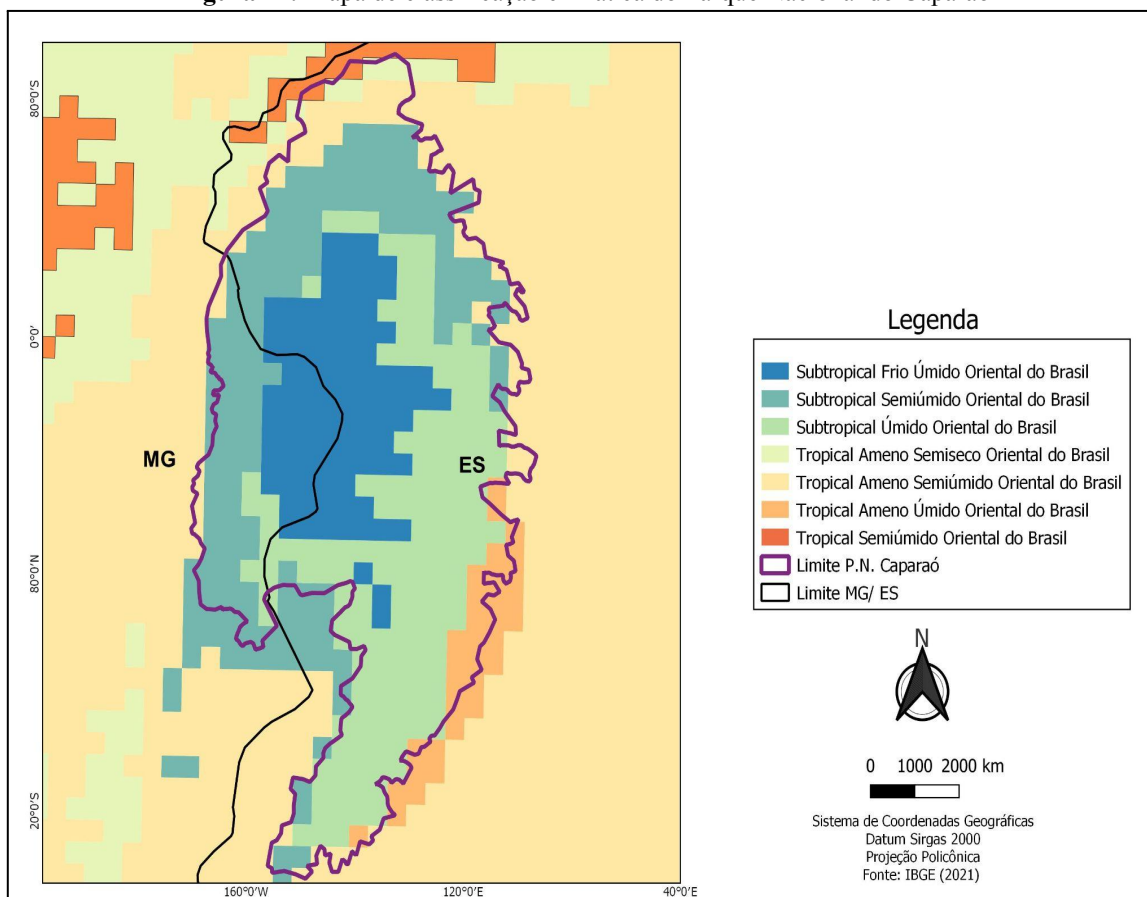 80°0'S
0°0'
80°0'N
20°0'S
MG
ES
160°0'W
120°0'E
40°0'E
Legenda
Subtropical Frio Úmido Oriental do Brasil
Subtropical Semiúmido Oriental do Brasil
Subtropical Úmido Oriental do Brasil
Tropical Ameno Semiseco Oriental do Brasil
Tropical Ameno Semiúmido Oriental do Brasil
Tropical Ameno Úmido Oriental do Brasil
Tropical Semiúmido Oriental do Brasil
Limite P.N. Caparaó
Limite MG/ ES
N
0 1000 2000 km
Sistema de Coordenadas Geográficas
Datum Sirgas 2000
Projeção Policônica
Fonte: IBGE (2021)